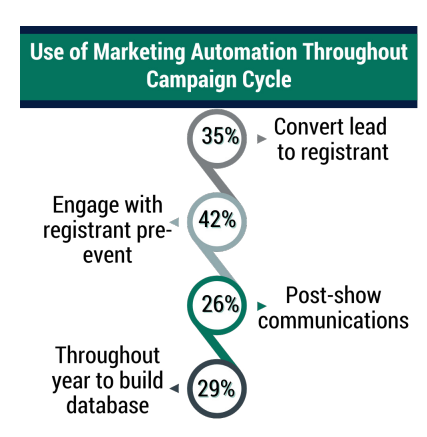 Use of Marketing Automation Throughout
Campaign Cycle
35%
Convert lead
to registrant
Engage with
registrant pre-
event
42%
26%
Post-show
communications
Throughout
year to build
database
29%